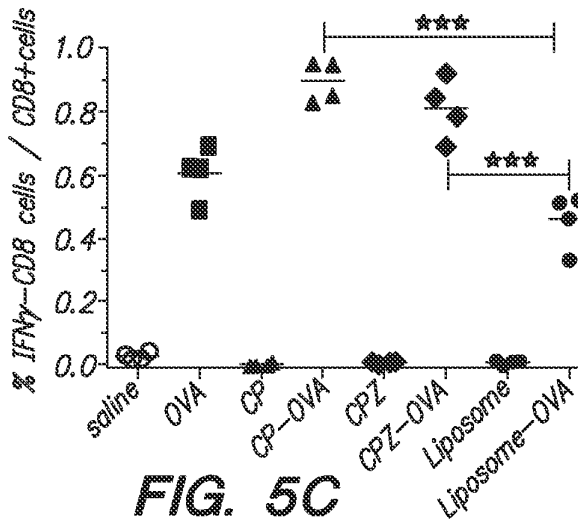 % IFNγ-CD8 cells / CD8+cells
1.0
0.8
0.6
0.4
0.2
0.0
***
***
saline
OVA
CP
CP-OVA
CPZ
CPZ-OVA
Liposome
Liposome-OVA
FIG. 5C